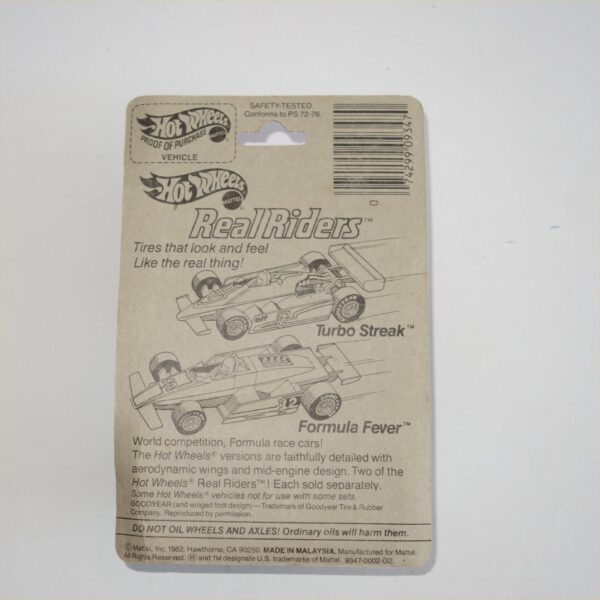 SAFETY-TESTED
Conforms to PS 72-76.
Hot Wheels
PROOF OF PURCHASE
MATTEL
VEHICLE
74299-09347
Hot Wheels
MATTEL
Real Riders™
Tires that look and feel
Like the real thing!
7
Turbo Streak™
12
Formula Fever™
World competition, Formula race cars!
The Hot Wheels® versions are faithfully detailed with
aerodynamic wings and mid-engine design. Two of the
Hot Wheels® Real Riders™! Each sold separately.
Some Hot Wheels® vehicles not for use with some sets.
GOODYEAR (and winged foot design)—Trademark of Goodyear Tire & Rubber
Company. Reproduced by permission.
DO NOT OIL WHEELS AND AXLES! Ordinary oils will harm them.
© Mattel, Inc. 1982, Hawthorne, CA 90250. MADE IN MALAYSIA. Manufactured for Mattel.
All Rights Reserved. ® and ™ designate U.S. trademarks of Mattel. 9347-0002-G2